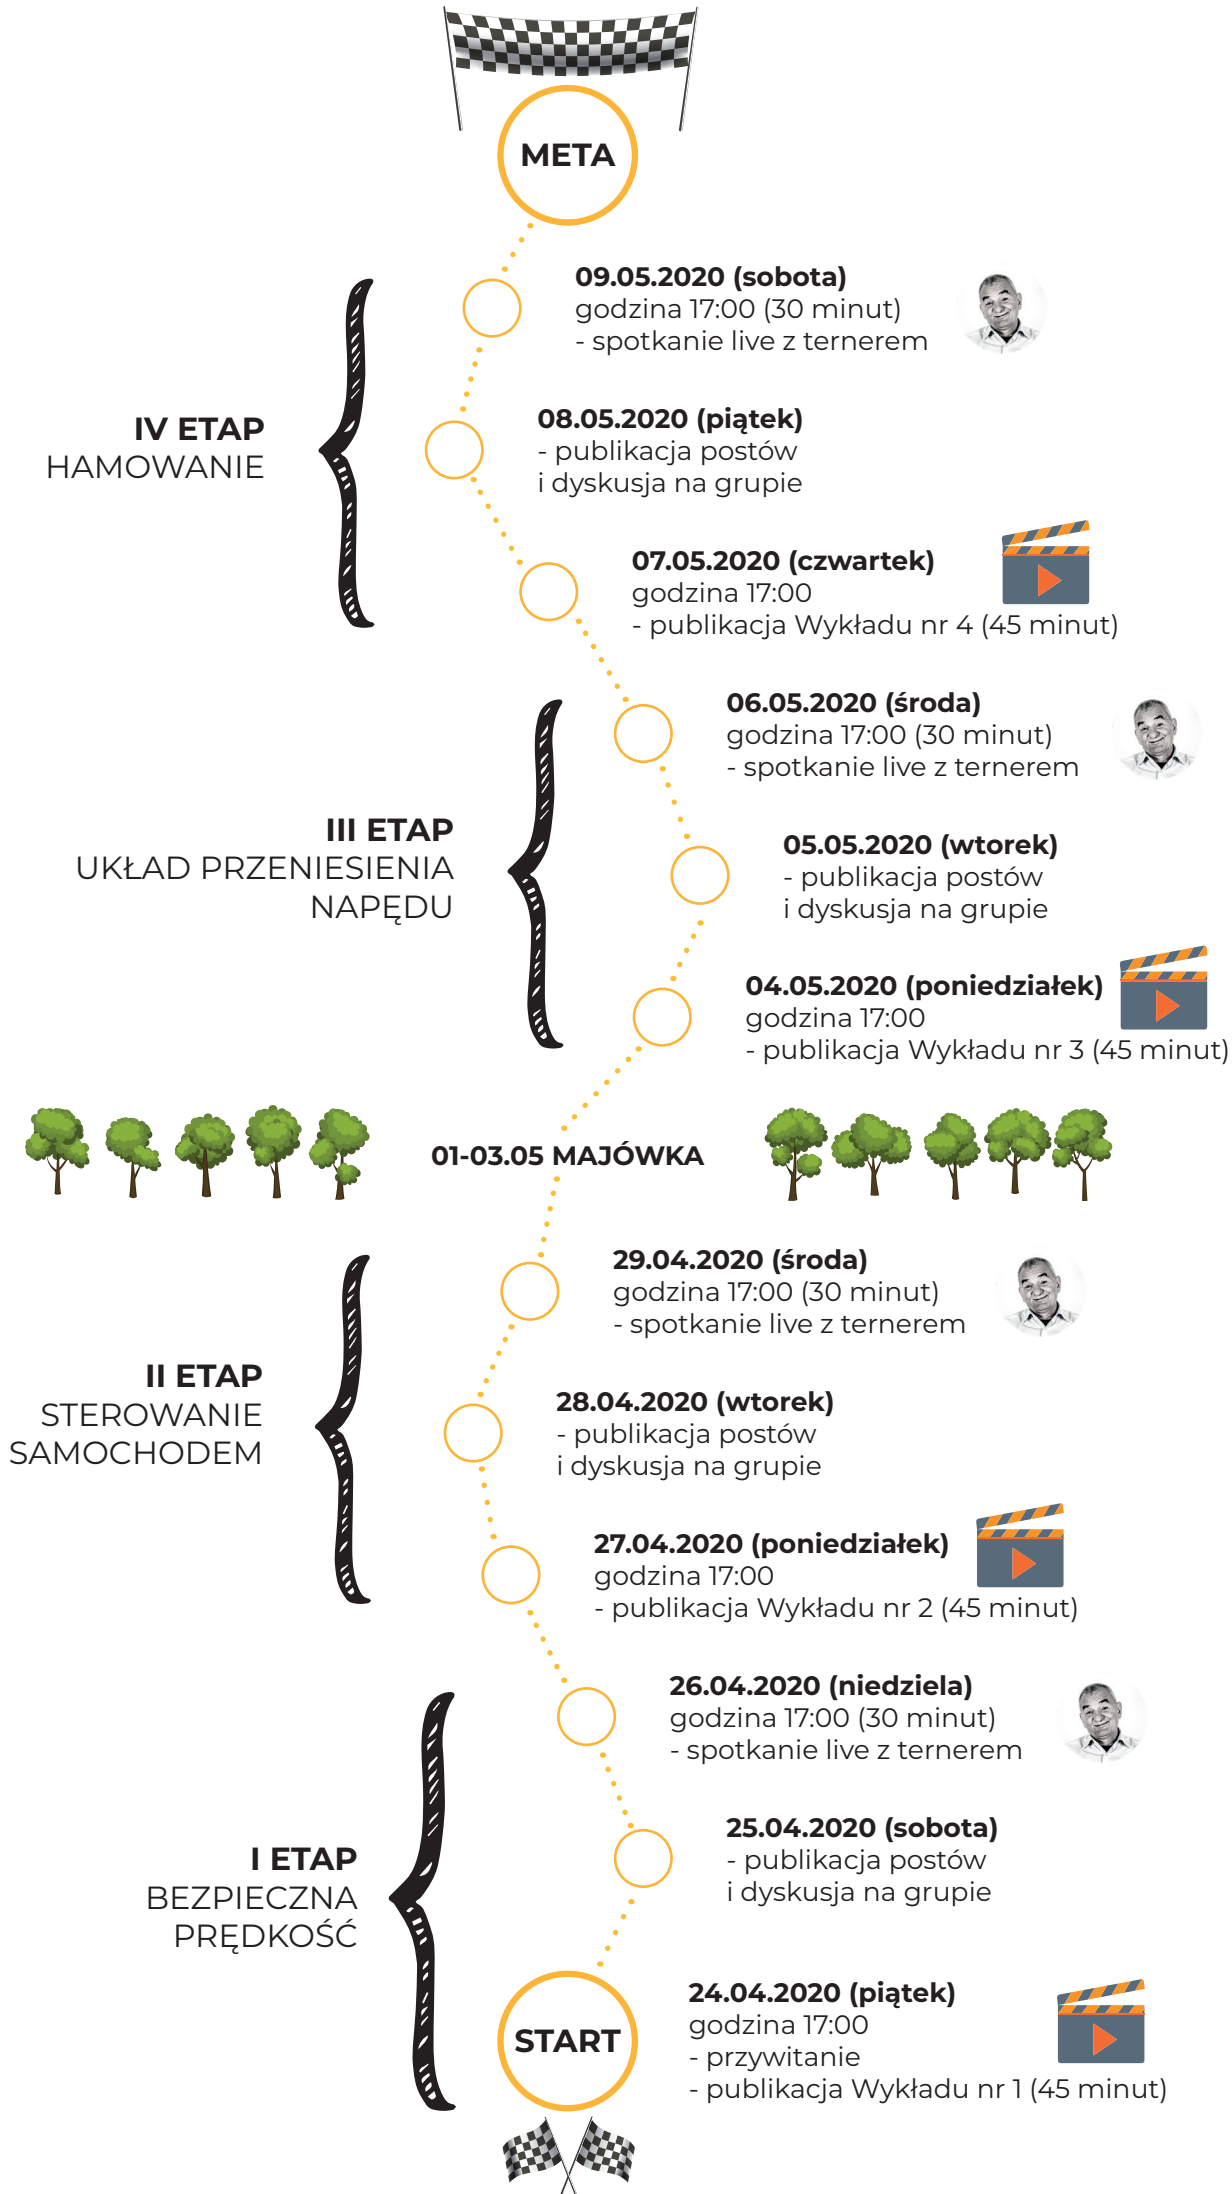 META
09.05.2020 (sobota)
godzina 17:00 (30 minut)
- spotkanie live z ternerem
IV ETAP
HAMOWANIE
08.05.2020 (piątek)
- publikacja postów
i dyskusja na grupie
07.05.2020 (czwartek)
godzina 17:00
- publikacja Wykładu nr 4 (45 minut)
06.05.2020 (środa)
godzina 17:00 (30 minut)
- spotkanie live z ternerem
III ETAP
UKŁAD PRZENIESIENIA
NAPĘDU
05.05.2020 (wtorek)
- publikacja postów
i dyskusja na grupie
04.05.2020 (poniedziałek)
godzina 17:00
- publikacja Wykładu nr 3 (45 minut)
01-03.05 MAJÓWKA
29.04.2020 (środa)
godzina 17:00 (30 minut)
- spotkanie live z ternerem
II ETAP
STEROWANIE
SAMOCHODEM
28.04.2020 (wtorek)
- publikacja postów
i dyskusja na grupie
27.04.2020 (poniedziałek)
godzina 17:00
- publikacja Wykładu nr 2 (45 minut)
26.04.2020 (niedziela)
godzina 17:00 (30 minut)
- spotkanie live z ternerem
I ETAP
BEZPIECZNA
PRĘDKOŚĆ
25.04.2020 (sobota)
- publikacja postów
i dyskusja na grupie
START
24.04.2020 (piątek)
godzina 17:00
- przywitanie
- publikacja Wykładu nr 1 (45 minut)